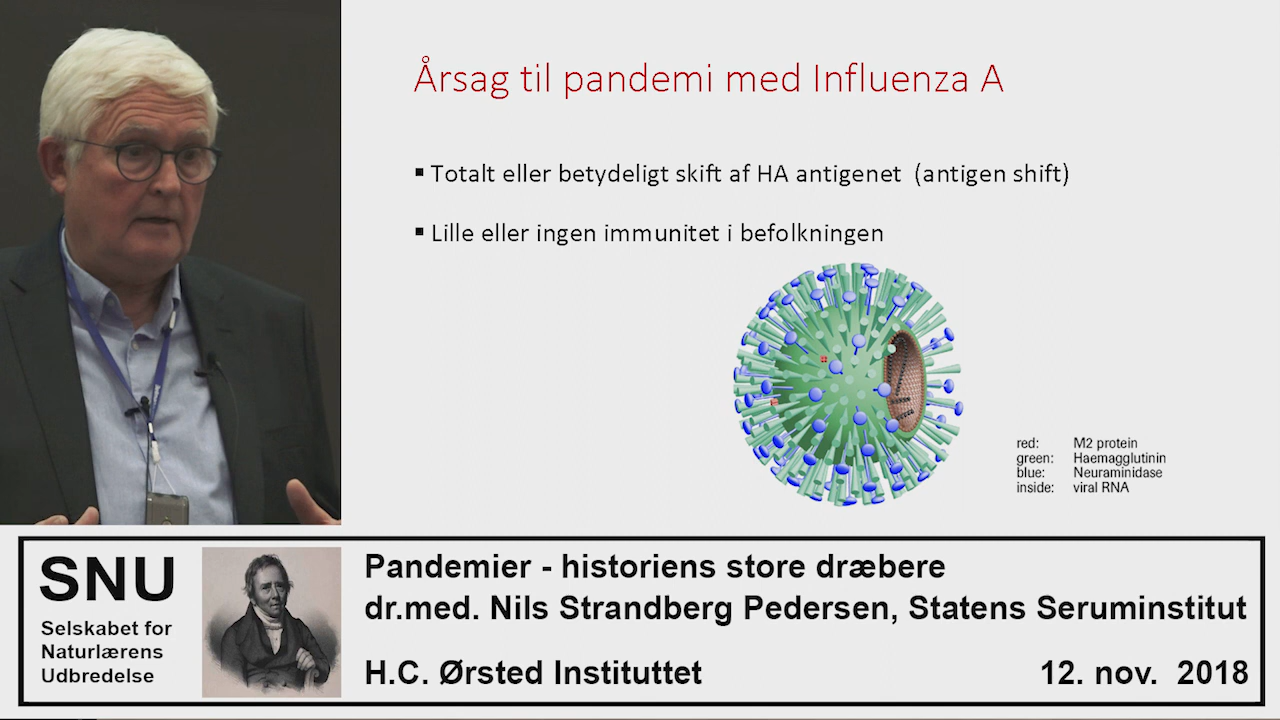 Årsag til pandemi med Influenza A
▪ Totalt eller betydeligt skift af HA antigenet (antigen shift)
▪ Lille eller ingen immunitet i befolkningen
red: M2 protein
green: Haemagglutinin
blue: Neuraminidase
inside: viral RNA
SNU
Selskabet for
Naturlærens
Udbredelse
Pandemier - historiens store dræbere
dr.med. Nils Strandberg Pedersen, Statens Seruminstitut
H.C. Ørsted Instituttet 12. nov. 2018